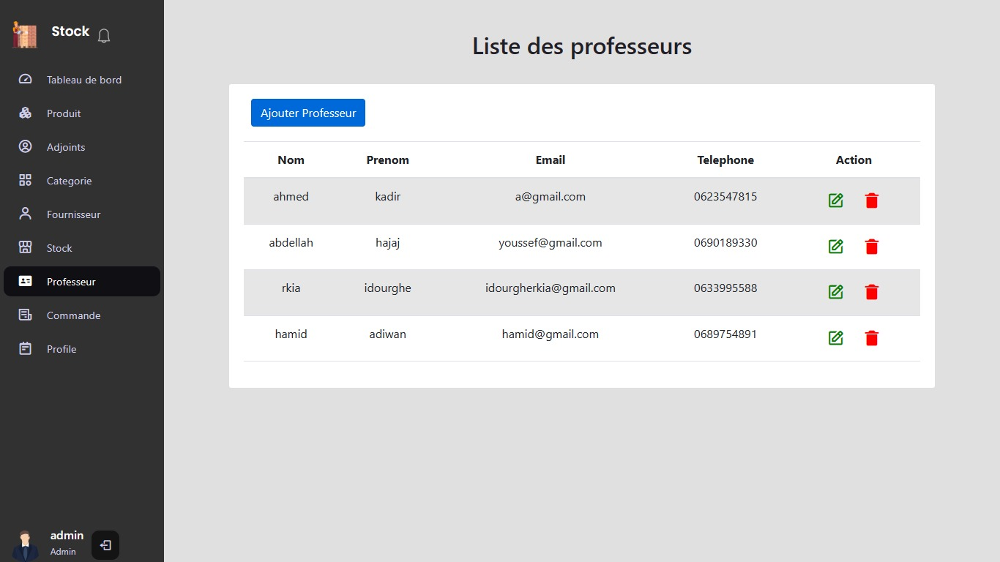 Stock
Tableau de bord
Produit
Adjoints
Categorie
Fournisseur
Stock
Professeur
Commande
Profile
admin
Admin
Liste des professeurs
Ajouter Professeur
Nom Prenom Email Telephone Action
ahmed kadir a@gmail.com 0623547815
abdellah hajaj youssef@gmail.com 0690189330
rkia idourghe idourgherkia@gmail.com 0633995588
hamid adiwan hamid@gmail.com 0689754891